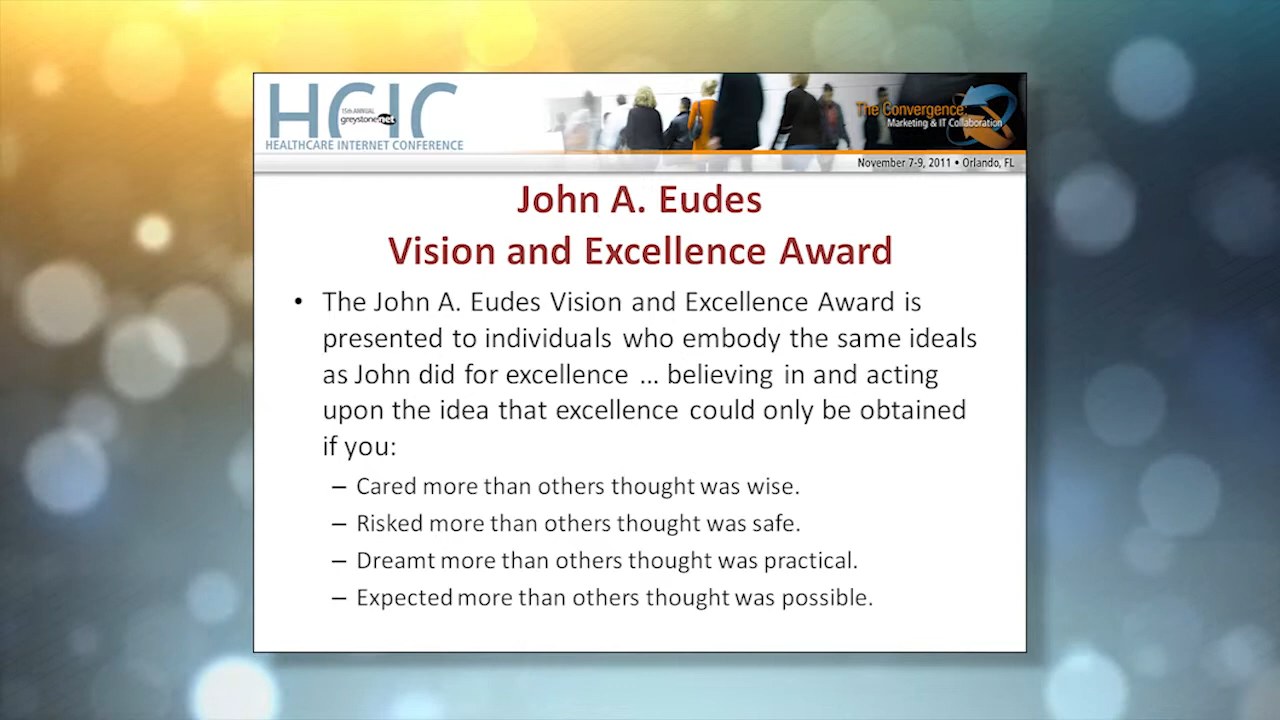 HCIC
15th ANNUAL
greystone.net
HEALTHCARE INTERNET CONFERENCE
The Convergence:
Marketing & IT Collaboration
November 7-9, 2011 • Orlando, FL
John A. Eudes
Vision and Excellence Award
• The John A. Eudes Vision and Excellence Award is
presented to individuals who embody the same ideals
as John did for excellence ... believing in and acting
upon the idea that excellence could only be obtained
if you:
– Cared more than others thought was wise.
– Risked more than others thought was safe.
– Dreamt more than others thought was practical.
– Expected more than others thought was possible.